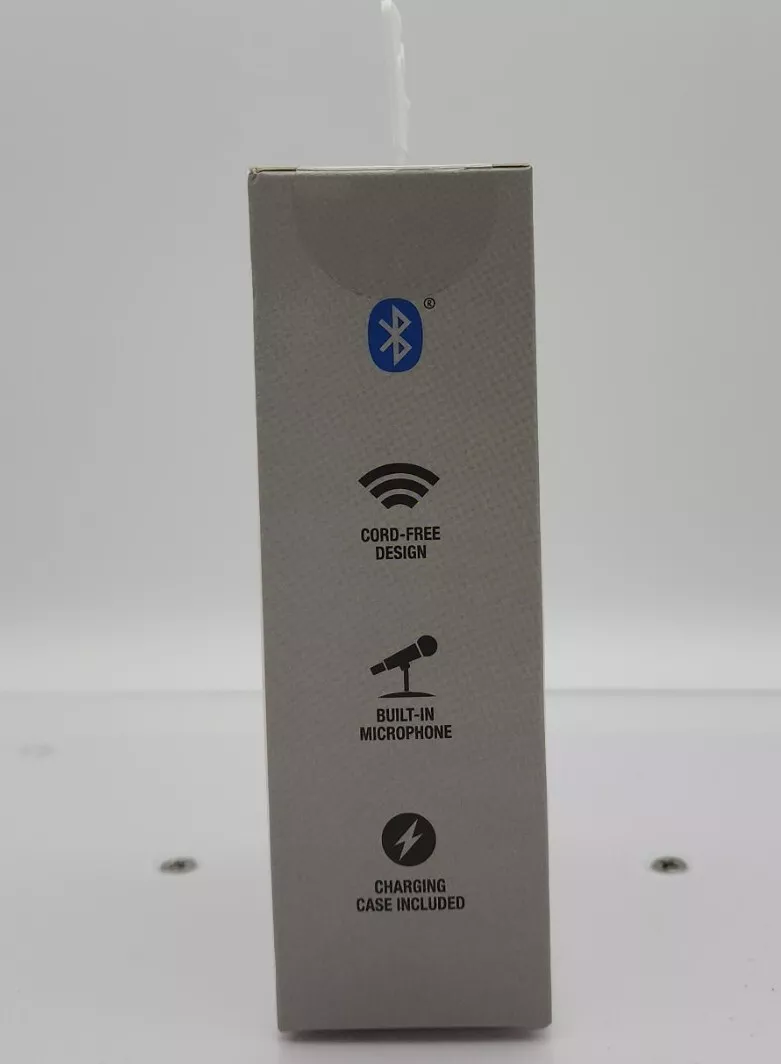 ®
CORD-FREE
DESIGN
BUILT-IN
MICROPHONE
CHARGING
CASE INCLUDED